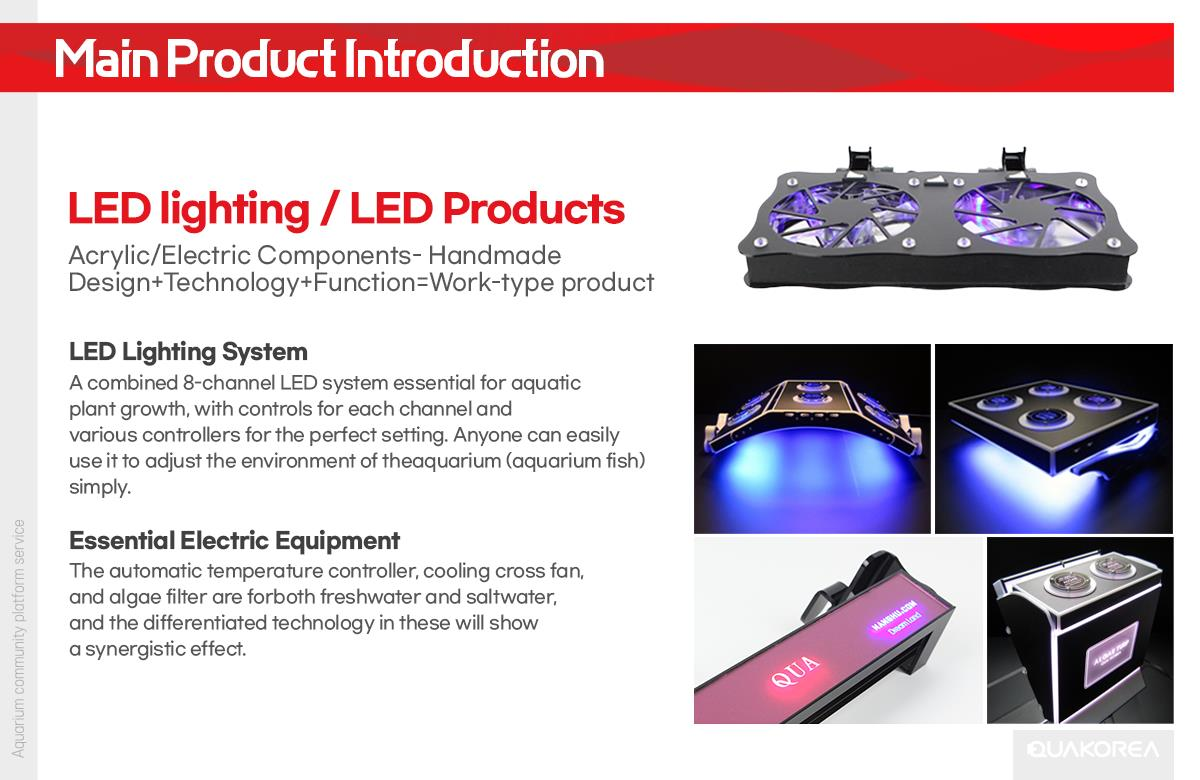 Main Product Introduction
LED lighting / LED Products
Acrylic/Electric Components- Handmade
Design+Technology+Function=Work-type product
LED Lighting System
A combined 8-channel LED system essential for aquatic
plant growth, with controls for each channel and
various controllers for the perfect setting. Anyone can easily
use it to adjust the environment of theaquarium (aquarium fish)
simply.
Essential Electric Equipment
The automatic temperature controller, cooling cross fan,
and algae filter are forboth freshwater and saltwater,
and the differentiated technology in these will show
a synergistic effect.
Aquarium community platform service
QUA
Dream Land
QUAKOREA